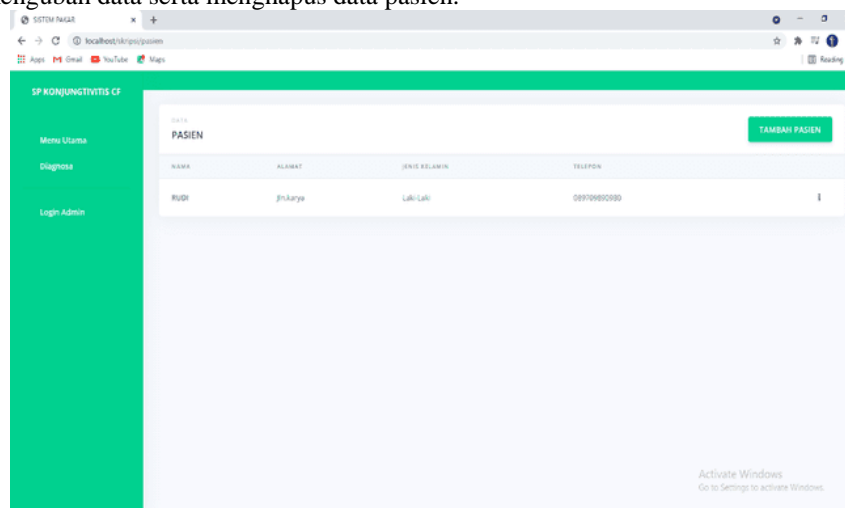 mengubah data serta menghapus data pasien.
SISTEM PAKAR
localhost/skripsi/pasien
Apps Gmail YouTube Maps Reading
SP KONJUNGTIVITIS CF
DATA
PASIEN
TAMBAH PASIEN
Menu Utama
Diagnosa
Login Admin
NAMA ALAMAT JENIS KELAMIN TELEPON
RUDI Jln.karya Laki-Laki
Activate Windows
Go to Settings to activate Windows.